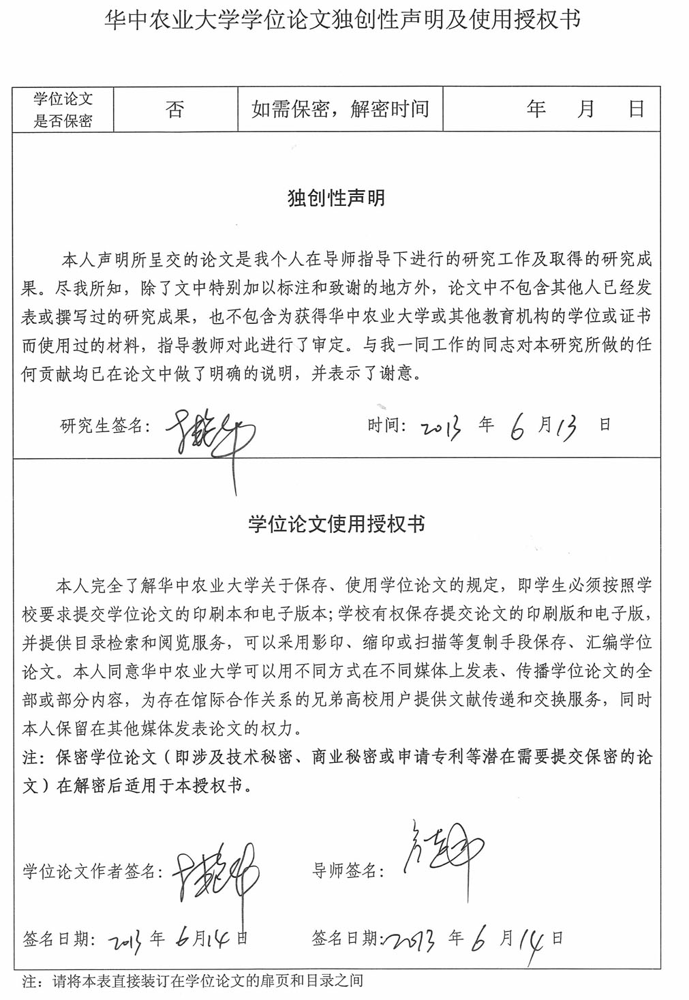 华中农业大学学位论文独创性声明及使用授权书
学位论文
是否保密
否
如需保密，解密时间
年 月 日
独创性声明
本人声明所呈交的论文是我个人在导师指导下进行的研究工作及取得的研究成
果。尽我所知，除了文中特别加以标注和致谢的地方外，论文中不包含其他人已经发
表或撰写过的研究成果，也不包含为获得华中农业大学或其他教育机构的学位或证书
而使用过的材料，指导教师对此进行了审定。与我一同工作的同志对本研究所做的任
何贡献均已在论文中做了明确的说明，并表示了谢意。
研究生签名： 时间: 2013 年 6 月 13 日
学位论文使用授权书
本人完全了解华中农业大学关于保存、使用学位论文的规定，即学生必须按照学
校要求提交学位论文的印刷本和电子版本；学校有权保存提交论文的印刷版和电子版，
并提供目录检索和阅览服务，可以采用影印、缩印或扫描等复制手段保存、汇编学位
论文。本人同意华中农业大学可以用不同方式在不同媒体上发表、传播学位论文的全
部或部分内容，为存在馆际合作关系的兄弟高校用户提供文献传递和交换服务，同时
本人保留在其他媒体发表论文的权力。
注：保密学位论文（即涉及技术秘密、商业秘密或申请专利等潜在需要提交保密的论
文）在解密后适用于本授权书。
学位论文作者签名： 导师签名：
签名日期： 2013 年 6 月 14 日 签名日期: 2013 年 6 月 14 日
注：请将本表直接装订在学位论文的扉页和目录之间